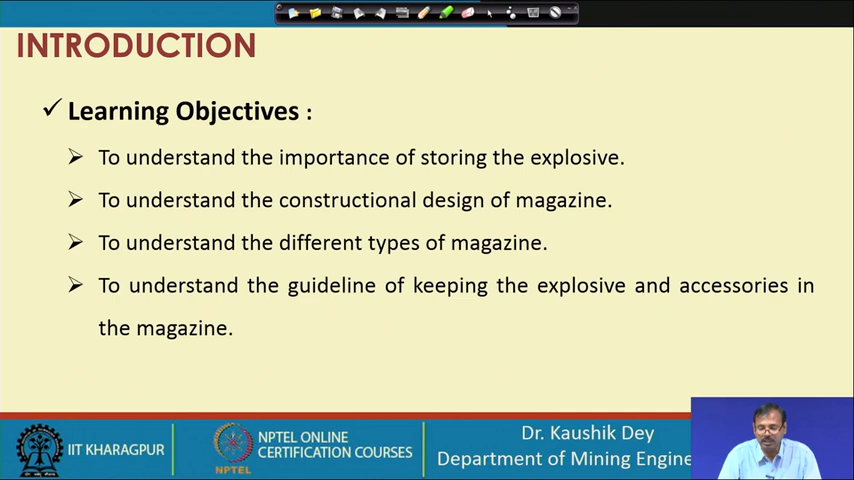 INTRODUCTION
✓ Learning Objectives :
➢ To understand the importance of storing the explosive.
➢ To understand the constructional design of magazine.
➢ To understand the different types of magazine.
➢ To understand the guideline of keeping the explosive and accessories in
the magazine.
IIT KHARAGPUR
NPTEL
NPTEL ONLINE
CERTIFICATION COURSES
Dr. Kaushik Dey
Department of Mining Engine